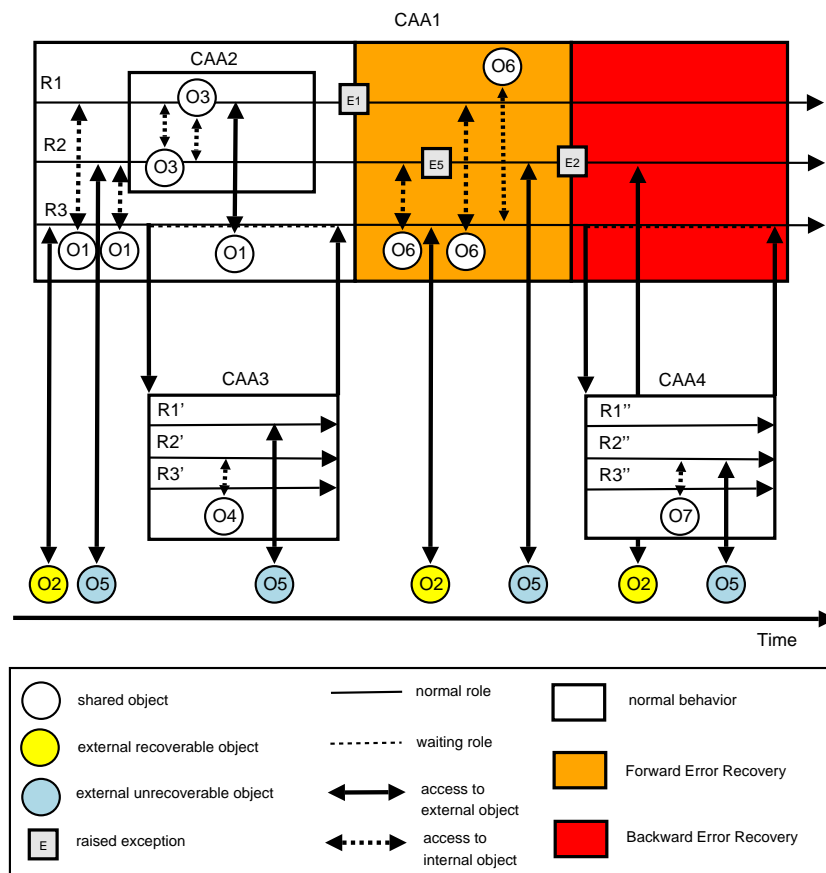 CAA1
CAA2
R1
O3
O6
E1
R2
O3
E5
E2
R3
O1
O1
O1
O6
O6
CAA3
CAA4
R1’
R2’
R3’
O4
R1’’
R2’’
R3’’
O7
O2
O5
O5
O2
O5
O2
O5
Time
shared object
normal role
normal behavior
external recoverable object
waiting role
external unrecoverable object
access to
external object
Forward Error Recovery
E
raised exception
access to
internal object
Backward Error Recovery